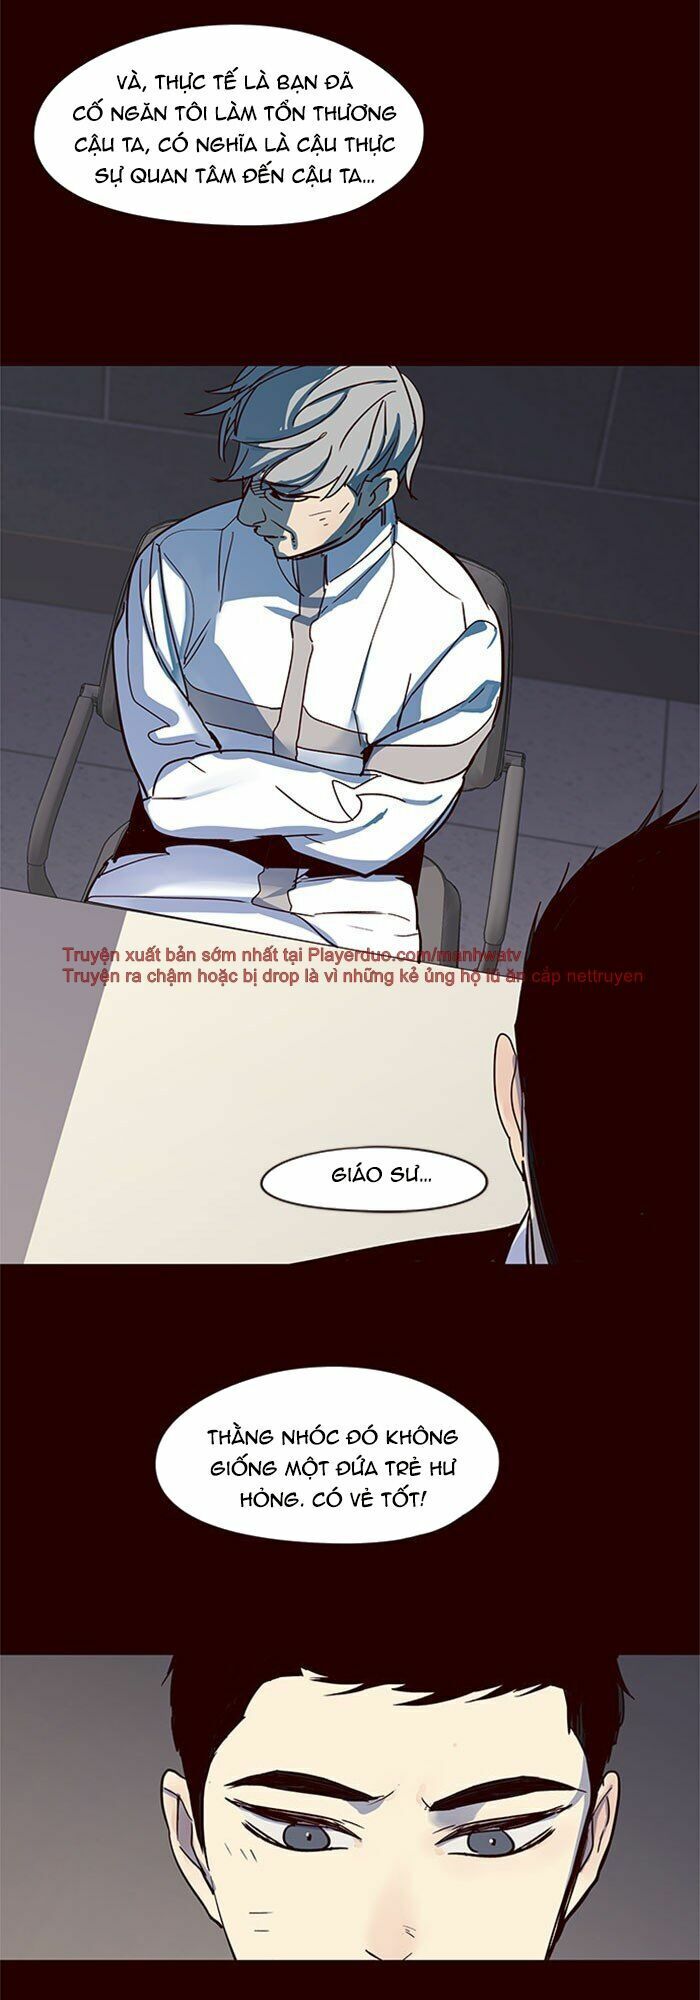 VÀ, THỰC TẾ LÀ BẠN ĐÃ
CỐ NGĂN TÔI LÀM TỔN THƯƠNG
CẬU TA, CÓ NGHĨA LÀ CẬU THỰC
SỰ QUAN TÂM ĐẾN CẬU TA...
Truyện xuất bản sớm nhất tại Playerduo.com/manhwatv
Truyện ra chậm hoặc bị drop là vì những kẻ ủng hộ lũ ăn cắp nettruyen
GIÁO SƯ...
THẰNG NHÓC ĐÓ KHÔNG
GIỐNG MỘT ĐỨA TRẺ HƯ
HỎNG. CÓ VẺ TỐT!